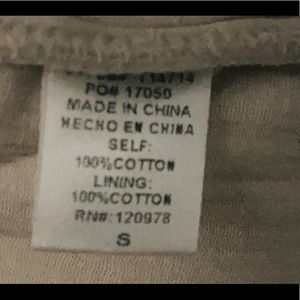 PO# 17050
MADE IN CHINA
HECHO EN CHINA
SELF:
100%COTTON
LINING:
100%COTTON
RN#:120978
S